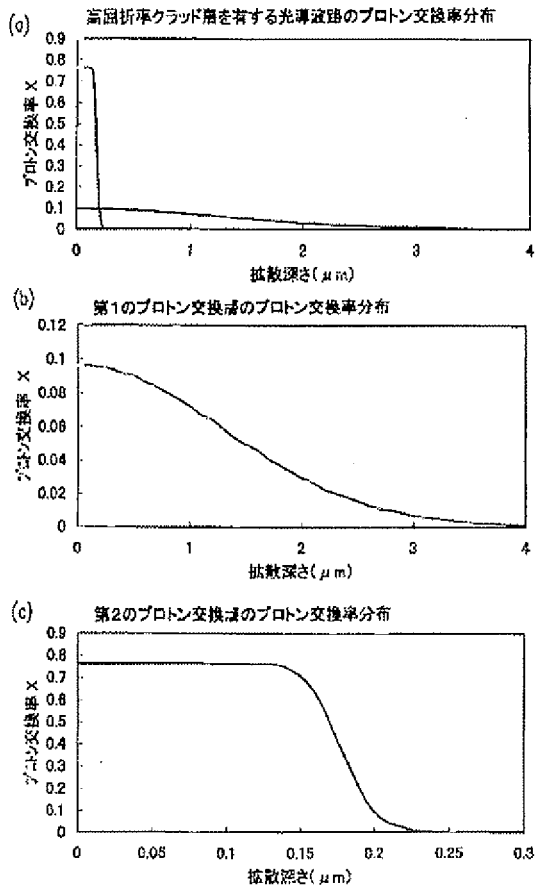 (a) 高屈折率クラッド層を有する光導波路のプロトン交換率分布
プロトン交換率 X
0.9
0.8
0.7
0.6
0.5
0.4
0.3
0.2
0.1
0
0 1 2 3 4
拡散深さ(μm)
(b) 第1のプロトン交換層のプロトン交換率分布
プロトン交換率 X
0.12
0.1
0.08
0.06
0.04
0.02
0
0 1 2 3 4
拡散深さ(μm)
(c) 第2のプロトン交換層のプロトン交換率分布
プロトン交換率 X
0.9
0.8
0.7
0.6
0.5
0.4
0.3
0.2
0.1
0
0 0.05 0.1 0.15 0.2 0.25 0.3
拡散深さ(μm)